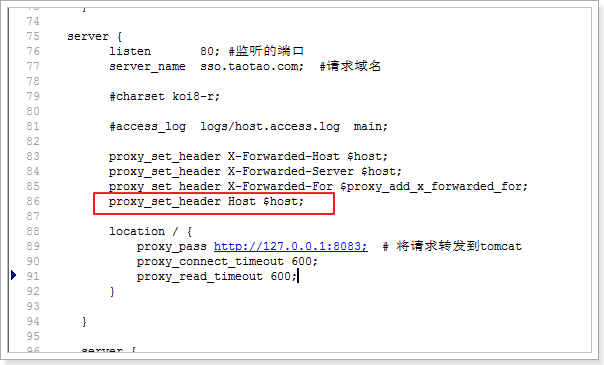 73 }
74
75 server {
76 listen 80; #监听的端口
77 server_name sso.taotao.com; #请求域名
78
79 #charset koi8-r;
80
81 #access_log logs/host.access.log main;
82
83 proxy_set_header X-Forwarded-Host $host;
84 proxy_set_header X-Forwarded-Server $host;
85 proxy_set_header X-Forwarded-For $proxy_add_x_forwarded_for;
86 proxy_set_header Host $host;
87
88 location / {
89 proxy_pass http://127.0.0.1:8083; # 将请求转发到tomcat
90 proxy_connect_timeout 600;
91 proxy_read_timeout 600;
92 }
93
94 }
95
96 server {